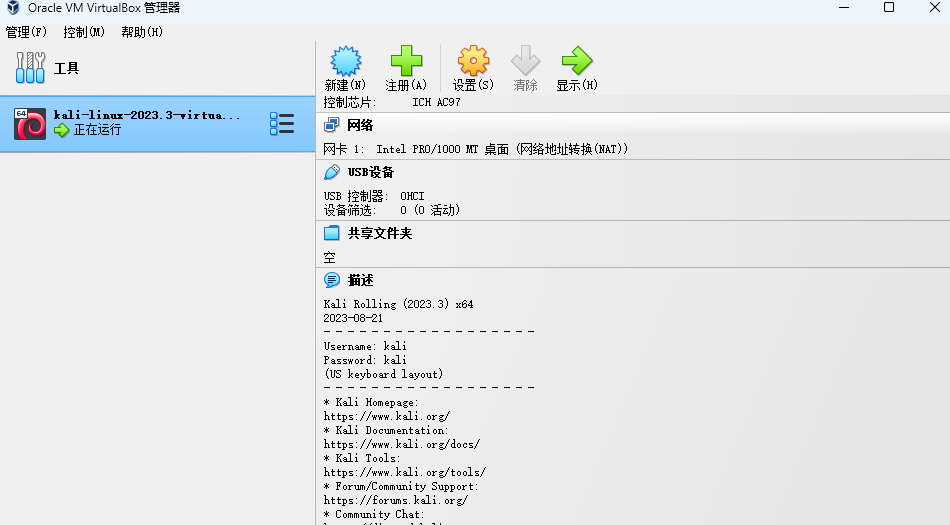 Oracle VM VirtualBox 管理器
管理(F) 控制(M) 帮助(H)
工具
新建(N) 注册(A) 设置(S) 清除 显示(H)
64 kali-linux-2023.3-virtua...
正在运行
控制芯片: ICH AC97
网络
网卡 1: Intel PRO/1000 MT 桌面 (网络地址转换(NAT))
USB设备
USB 控制器: OHCI
设备筛选: 0 (0 活动)
共享文件夹
空
描述
Kali Rolling (2023.3) x64
2023-08-21
- - - - - - - - - - - - - - - - - -
Username: kali
Password: kali
(US keyboard layout)
- - - - - - - - - - - - - - - - - -
* Kali Homepage:
https://www.kali.org/
* Kali Documentation:
https://www.kali.org/docs/
* Kali Tools:
https://www.kali.org/tools/
* Forum/Community Support:
https://forums.kali.org/
* Community Chat: